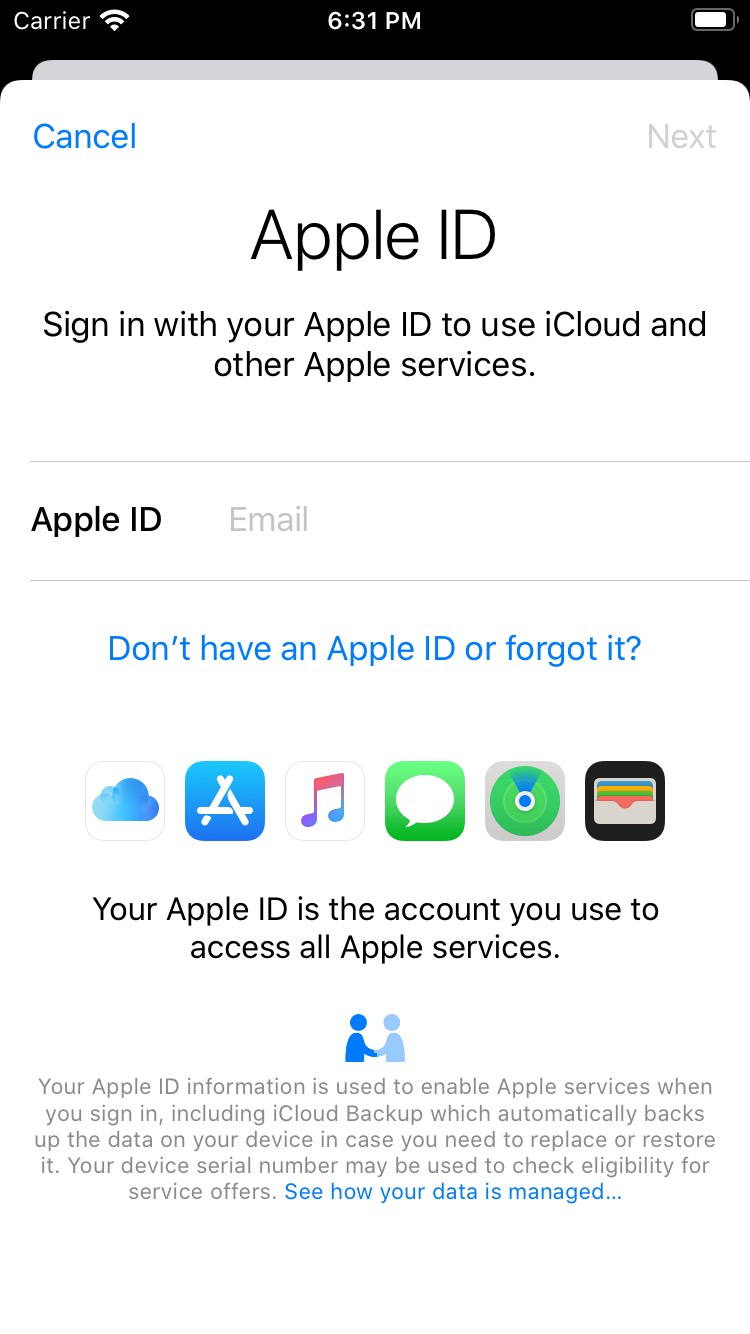 Carrier 6:31 PM
Cancel Next
Apple ID
Sign in with your Apple ID to use iCloud and
other Apple services.
Apple ID Email
Don’t have an Apple ID or forgot it?
Your Apple ID is the account you use to
access all Apple services.
Your Apple ID information is used to enable Apple services when
you sign in, including iCloud Backup which automatically backs
up the data on your device in case you need to replace or restore
it. Your device serial number may be used to check eligibility for
service offers. See how your data is managed...